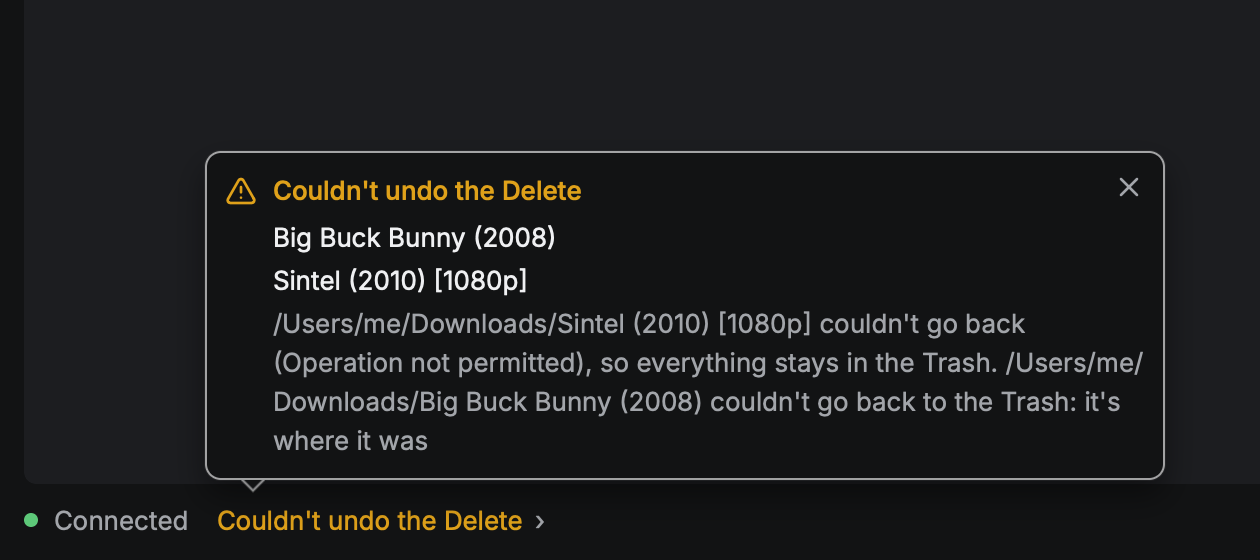 Couldn't undo the Delete
Big Buck Bunny (2008)
Sintel (2010) [1080p]
/Users/me/Downloads/Sintel (2010) [1080p] couldn't go back
(Operation not permitted), so everything stays in the Trash. /Users/me/
Downloads/Big Buck Bunny (2008) couldn't go back to the Trash: it's
where it was
Connected Couldn't undo the Delete ›